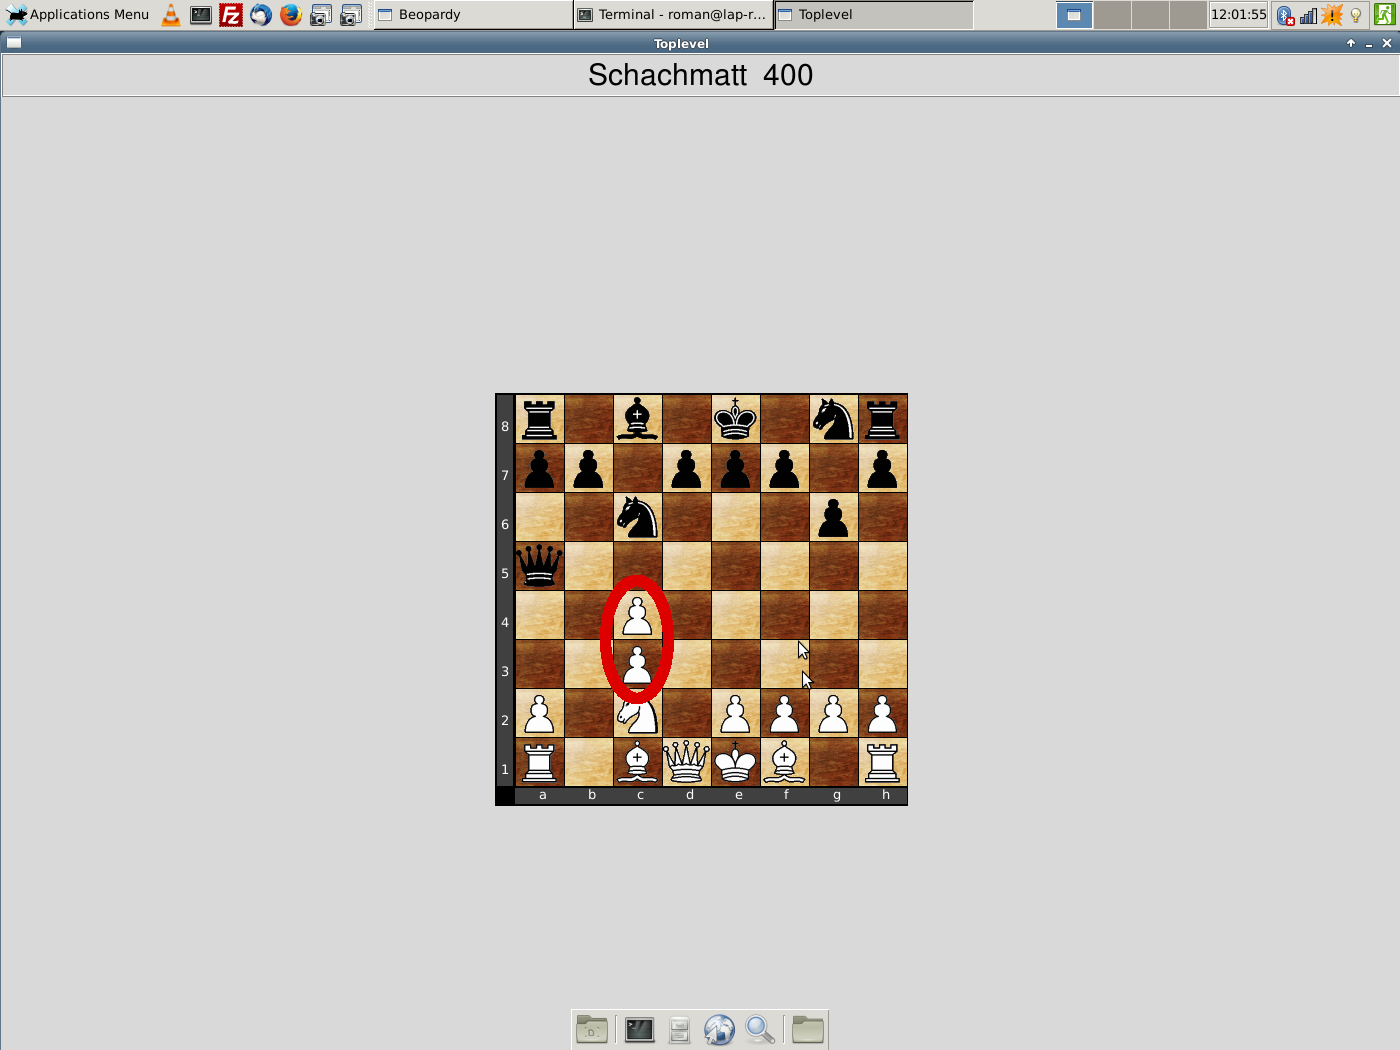 Applications Menu
Beopardy
Terminal - roman@lap-r...
Toplevel
12:01:55
Toplevel
Schachmatt 400
8
7
6
5
4
3
2
1
a b c d e f g h